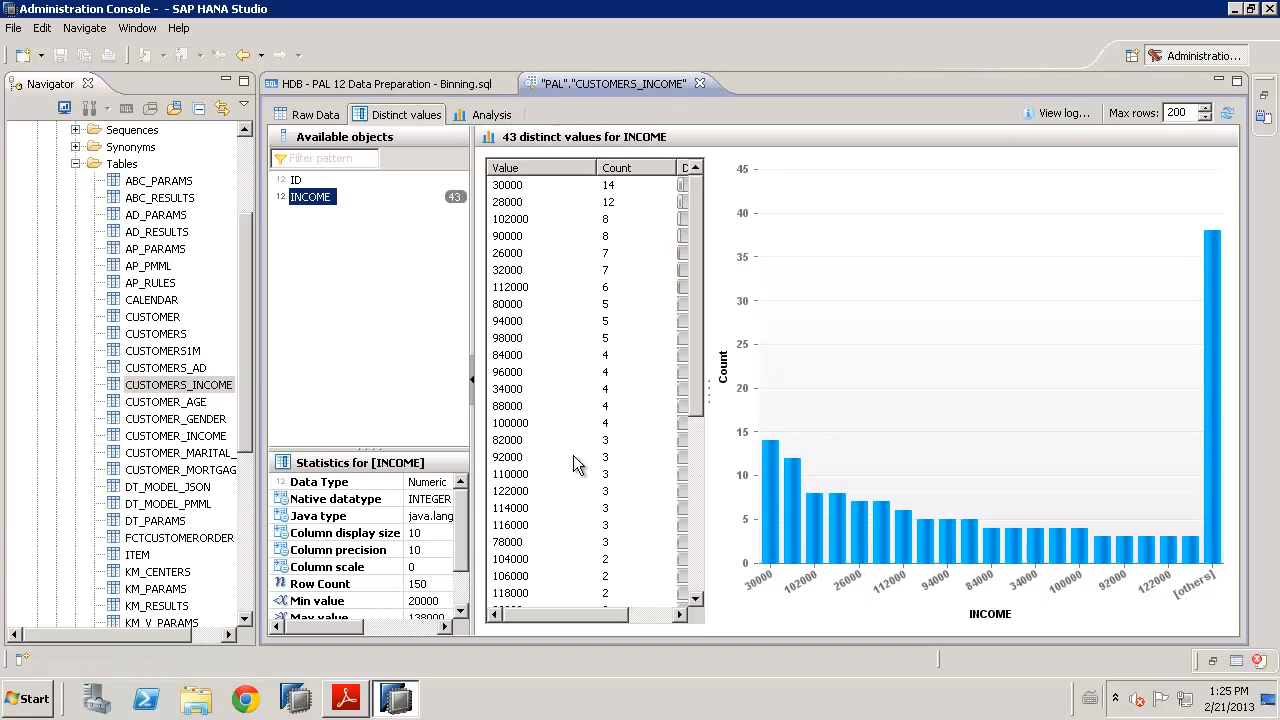 Administration Console - - SAP HANA Studio
File Edit Navigate Window Help
Administratio...
Navigator
HDB - PAL 12 Data Preparation - Binning.sql
"PAL"."CUSTOMERS_INCOME"
Raw Data Distinct values Analysis View log... Max rows: 200
Sequences
Synonyms
Tables
ABC_PARAMS
ABC_RESULTS
AD_PARAMS
AD_RESULTS
AP_PARAMS
AP_PMML
AP_RULES
CALENDAR
CUSTOMER
CUSTOMERS
CUSTOMERS1M
CUSTOMERS_AD
CUSTOMERS_INCOME
CUSTOMER_AGE
CUSTOMER_GENDER
CUSTOMER_INCOME
CUSTOMER_MARITAL_
CUSTOMER_MORTGAG
DT_MODEL_JSON
DT_MODEL_PMML
DT_PARAMS
FCTCUSTOMERORDER
ITEM
KM_CENTERS
KM_PARAMS
KM_RESULTS
KM_V_PARAMS
Available objects
Filter pattern
12 ID
12 INCOME 43
Statistics for [INCOME]
12 Data Type Numeric
Native datatype INTEGER
Java type java.lang
Column display size 10
Column precision 10
Column scale 0
Row Count 150
Min value 20000
Max value 138000
43 distinct values for INCOME
Value Count D
30000 14
28000 12
102000 8
90000 8
26000 7
32000 7
112000 6
80000 5
94000 5
98000 5
84000 4
96000 4
34000 4
88000 4
100000 4
82000 3
92000 3
110000 3
122000 3
114000 3
116000 3
78000 3
104000 2
106000 2
118000 2
45
40
35
30
25
20
15
10
5
0
Count
30000 102000 26000 112000 94000 84000 34000 100000 92000 122000 [others]
INCOME
Start
1:25 PM
2/21/2013